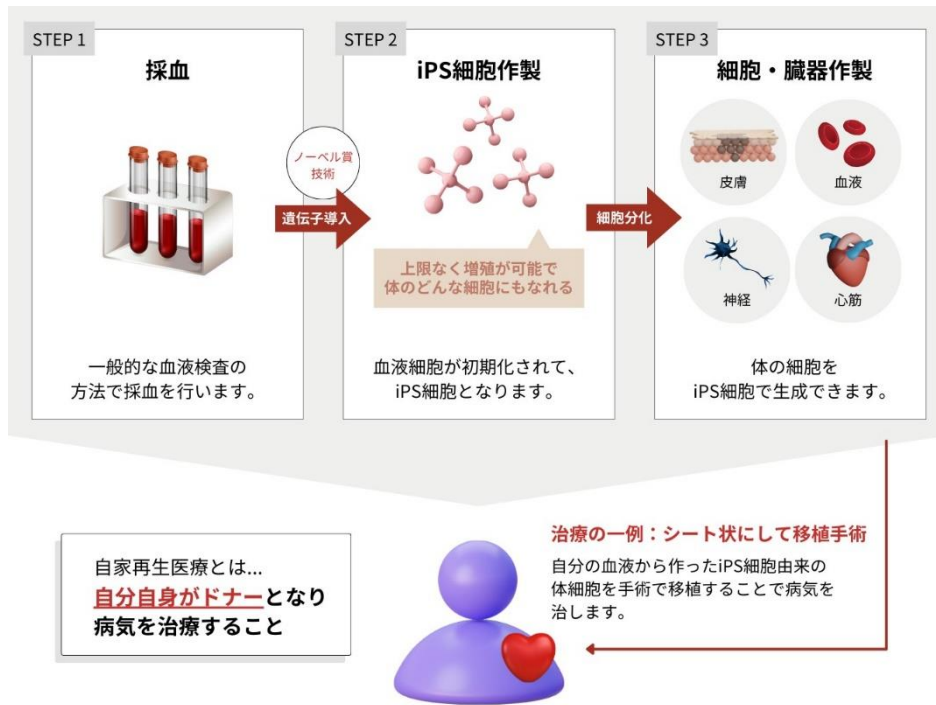 STEP 1
採血
一般的な血液検査の
方法で採血を行います。
ノーベル賞
技術
遺伝子導入
STEP 2
iPS細胞作製
上限なく増殖が可能で
体のどんな細胞にもなれる
血液細胞が初期化されて、
iPS細胞となります。
細胞分化
STEP 3
細胞・臓器作製
皮膚
血液
神経
心筋
体の細胞を
iPS細胞で生成できます。
自家再生医療とは...
自分自身がドナーとなり
病気を治療すること
治療の一例：シート状にして移植手術
自分の血液から作ったiPS細胞由来の
体細胞を手術で移植することで病気を
治します。